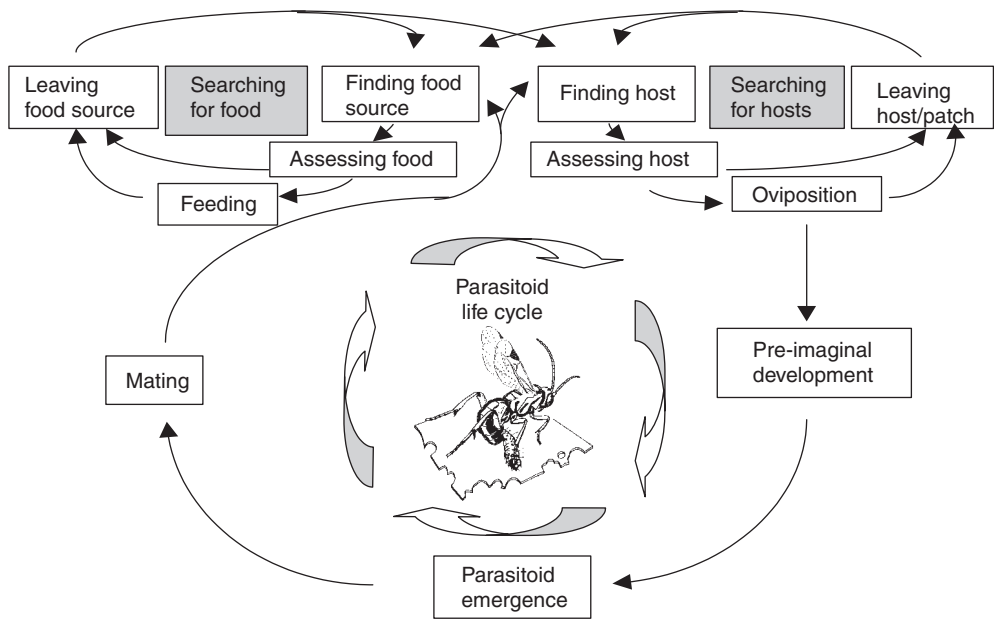 Leaving
food source
Searching
for food
Finding food
source
Finding host
Searching
for hosts
Leaving
host/patch
Assessing food
Assessing host
Feeding
Oviposition
Parasitoid
life cycle
Mating
Pre-imaginal
development
Parasitoid
emergence